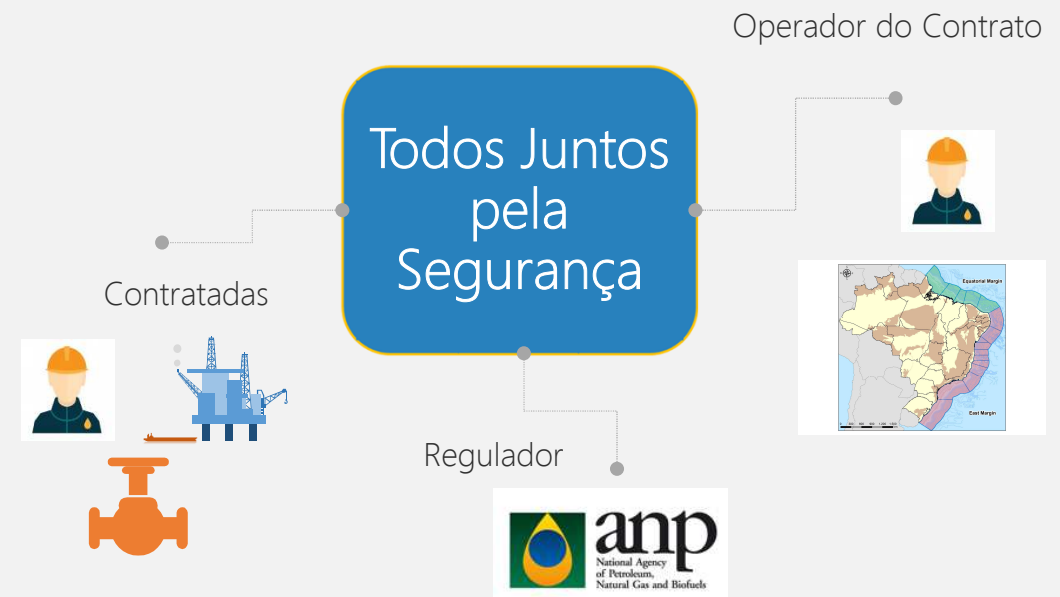 Operador do Contrato
Todos Juntos
pela
Segurança
Contratadas
Equatorial Margin
East Margin
Regulador
anp
National Agency
of Petroleum,
Natural Gas and Biofuels